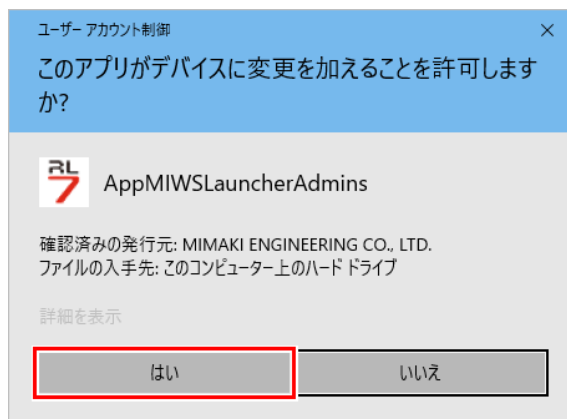 ユーザー アカウント制御
このアプリがデバイスに変更を加えることを許可します
か?
RL
7
AppMIWSLauncherAdmins
確認済みの発行元: MIMAKI ENGINEERING CO., LTD.
ファイルの入手先: このコンピューター上のハード ドライブ
詳細を表示
はい
いいえ